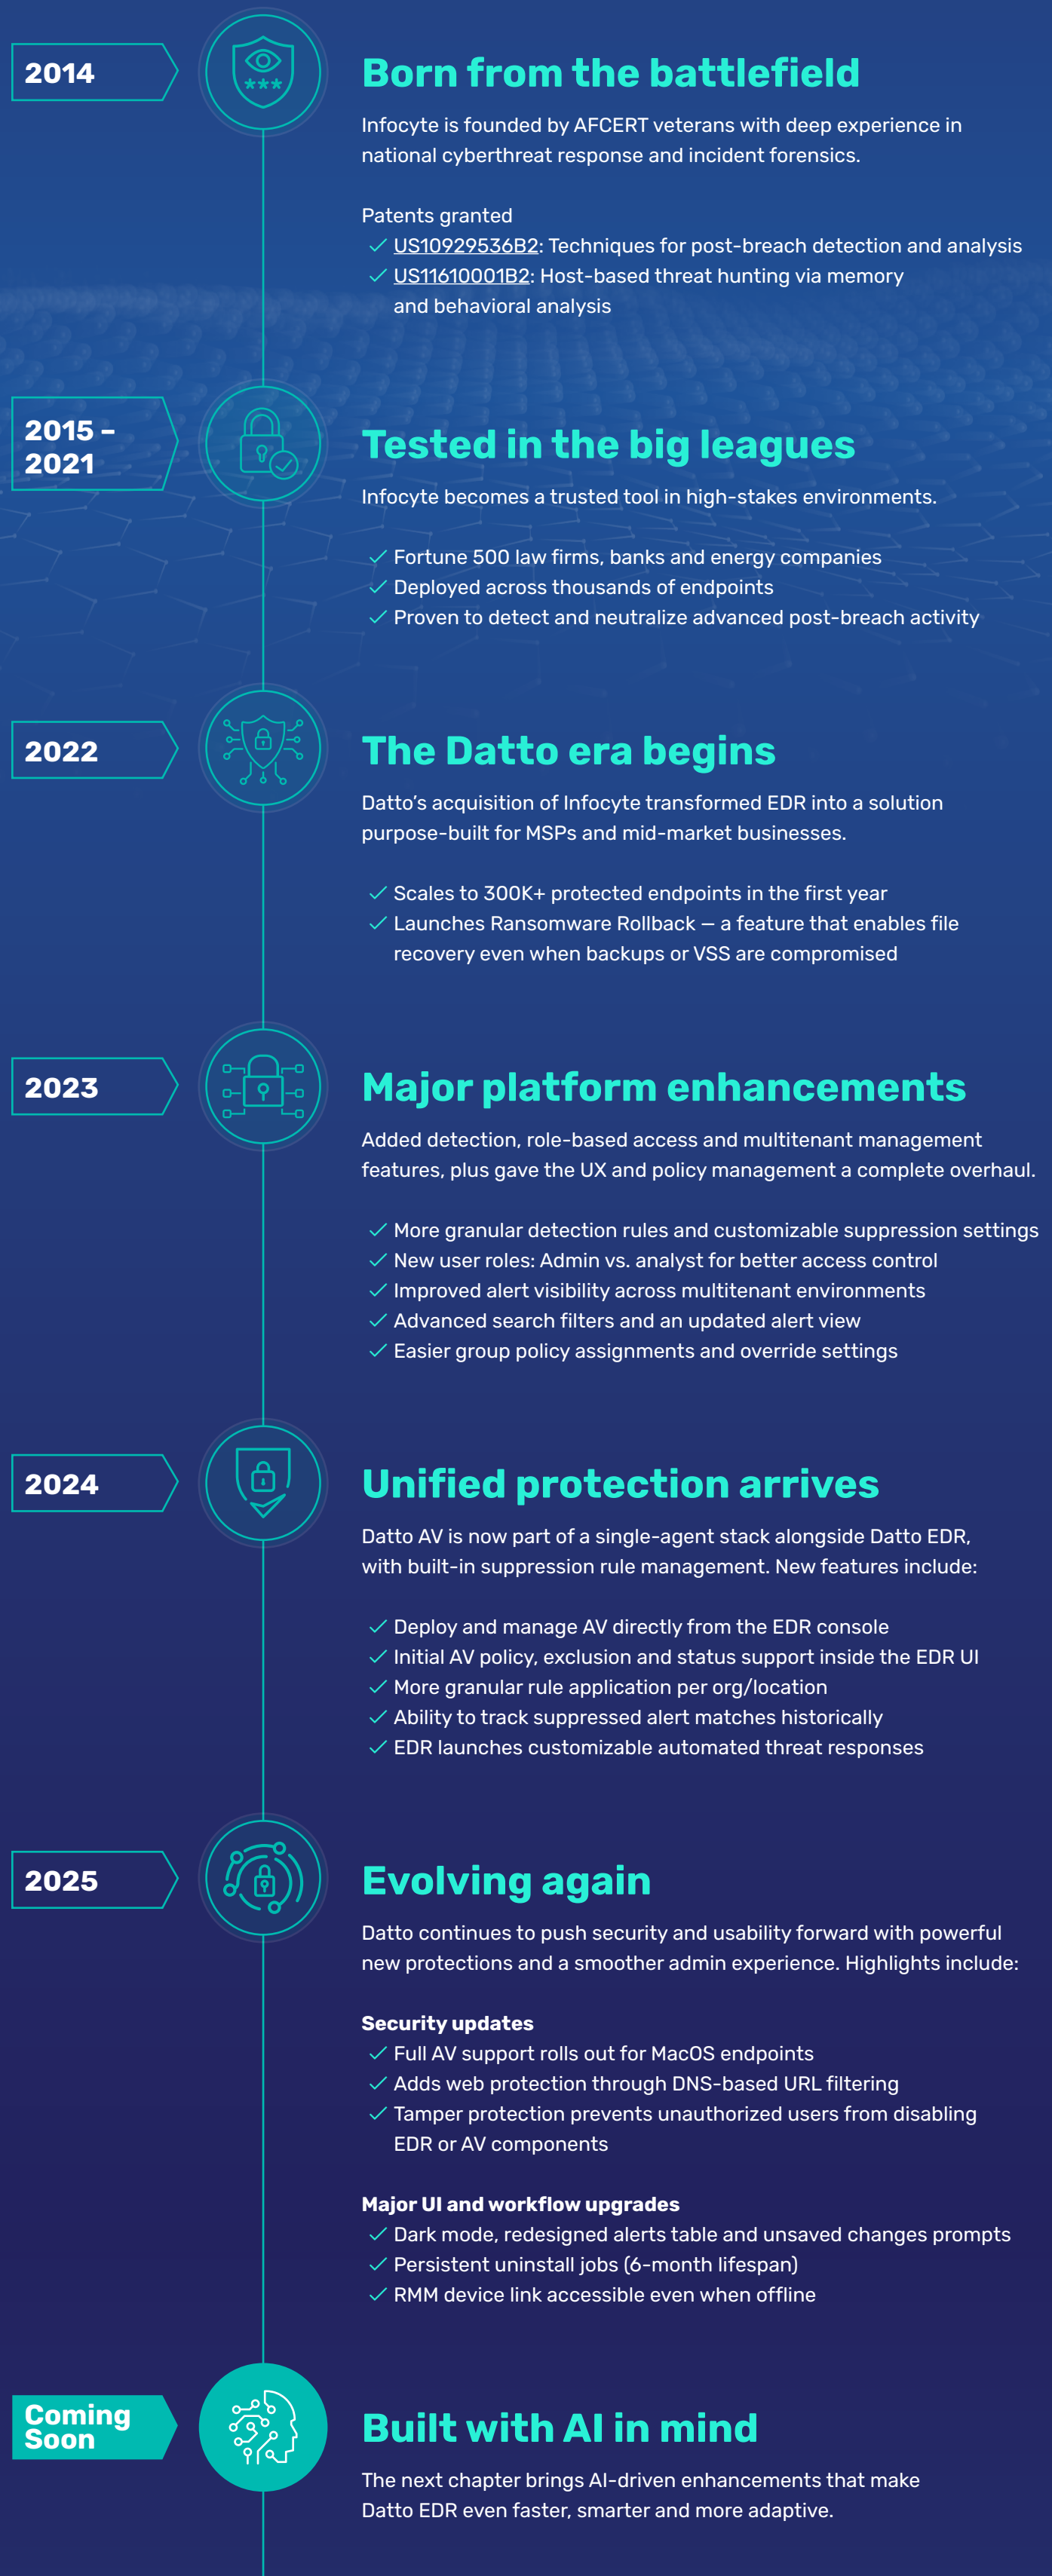 2014
Born from the battlefield
Infocyte is founded by AFCERT veterans with deep experience in
national cyberthreat response and incident forensics.
Patents granted
US10929536B2: Techniques for post-breach detection and analysis
US11610001B2: Host-based threat hunting via memory
and behavioral analysis
2015 –
2021
Tested in the big leagues
Infocyte becomes a trusted tool in high-stakes environments.
Fortune 500 law firms, banks and energy companies
Deployed across thousands of endpoints
Proven to detect and neutralize advanced post-breach activity
2022
The Datto era begins
Datto’s acquisition of Infocyte transformed EDR into a solution
purpose-built for MSPs and mid-market businesses.
Scales to 300K+ protected endpoints in the first year
Launches Ransomware Rollback — a feature that enables file
recovery even when backups or VSS are compromised
2023
Major platform enhancements
Added detection, role-based access and multitenant management
features, plus gave the UX and policy management a complete overhaul.
More granular detection rules and customizable suppression settings
New user roles: Admin vs. analyst for better access control
Improved alert visibility across multitenant environments
Advanced search filters and an updated alert view
Easier group policy assignments and override settings
2024
Unified protection arrives
Datto AV is now part of a single-agent stack alongside Datto EDR,
with built-in suppression rule management. New features include:
Deploy and manage AV directly from the EDR console
Initial AV policy, exclusion and status support inside the EDR UI
More granular rule application per org/location
Ability to track suppressed alert matches historically
EDR launches customizable automated threat responses
2025
Evolving again
Datto continues to push security and usability forward with powerful
new protections and a smoother admin experience. Highlights include:
Security updates
Full AV support rolls out for MacOS endpoints
Adds web protection through DNS-based URL filtering
Tamper protection prevents unauthorized users from disabling
EDR or AV components
Major UI and workflow upgrades
Dark mode, redesigned alerts table and unsaved changes prompts
Persistent uninstall jobs (6-month lifespan)
RMM device link accessible even when offline
Coming
Soon
Built with AI in mind
The next chapter brings AI-driven enhancements that make
Datto EDR even faster, smarter and more adaptive.